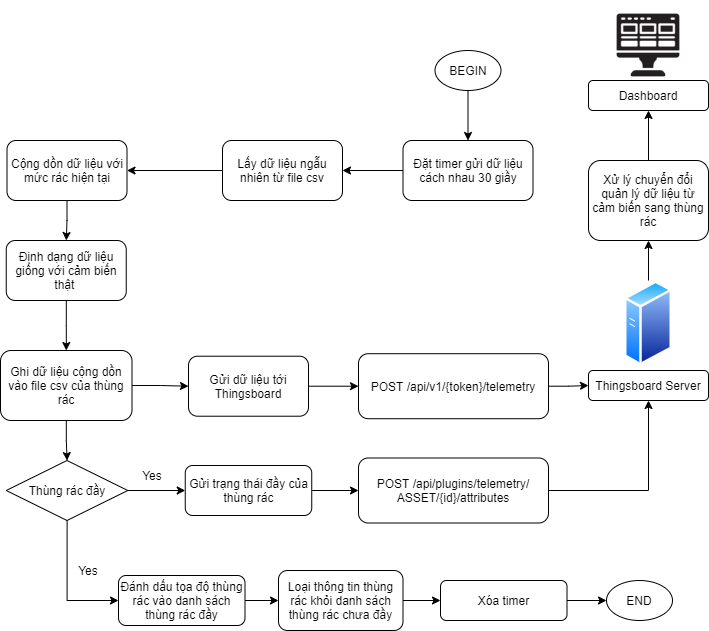 BEGIN
Dashboard
Đặt timer gửi dữ liệu
cách nhau 30 giầy
Lấy dữ liệu ngẫu
nhiên từ file csv
Cộng dồn dữ liệu với
mức rác hiện tại
Xử lý chuyển đổi
quản lý dữ liệu từ
cảm biến sang thùng
rác
Định dạng dữ liệu
giống với cảm biến
thật
Ghi dữ liệu cộng dồn
vào file csv của thùng
rác
Gửi dữ liệu tới
Thingsboard
POST /api/v1/{token}/telemetry
Thingsboard Server
Thùng rác đầy
Yes
Gửi trạng thái đầy của
thùng rác
POST /api/plugins/telemetry/
ASSET/{id}/attributes
Yes
Đánh dấu tọa độ thùng
rác vào danh sách
thùng rác đầy
Loại thông tin thùng
rác khỏi danh sách
thùng rác chưa đầy
Xóa timer
END